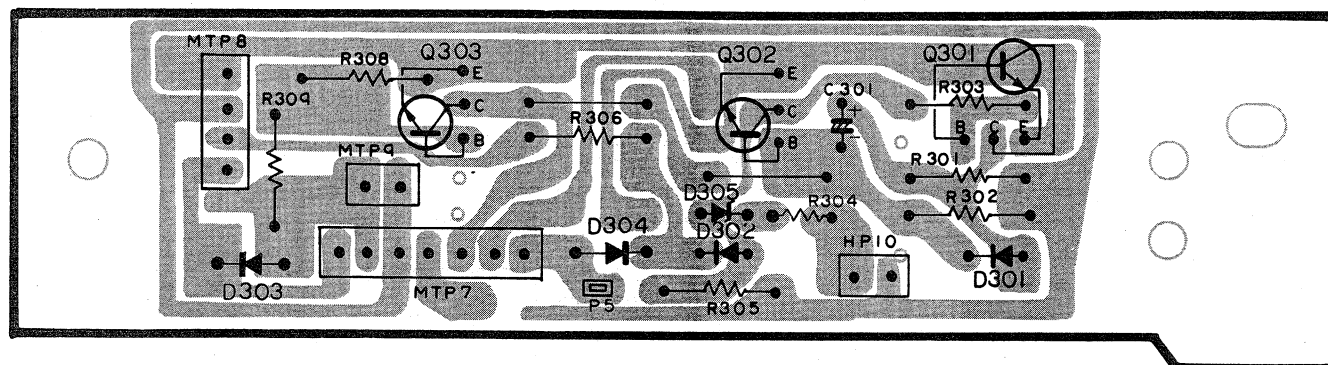 MTP8
R308
Q303
E
C
B
R309
MTP9
R306
Q302
E
C
B
C301
+
-
Q301
R303
B C E
R301
R302
D305
R304
D304
D302
HP10
D303
MTP7
P5
R305
D301